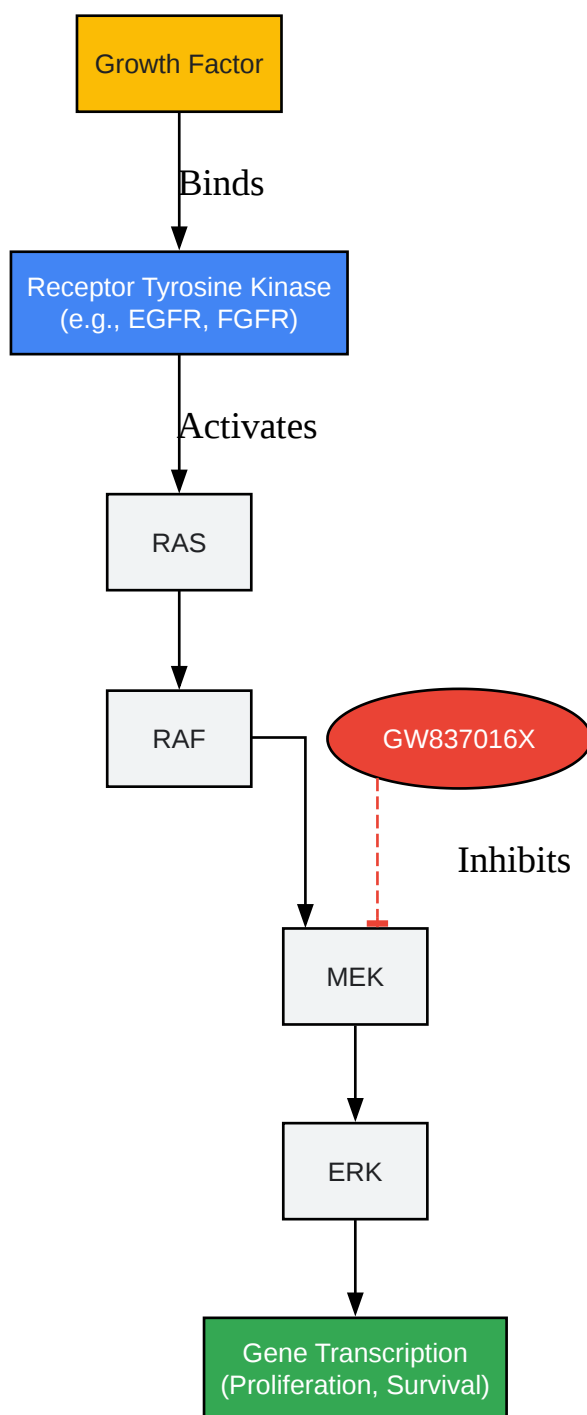 Growth Factor
Binds
Receptor Tyrosine Kinase
(e.g., EGFR, FGFR)
Activates
RAS
RAF
GW837016X
Inhibits
MEK
ERK
Gene Transcription
(Proliferation, Survival)